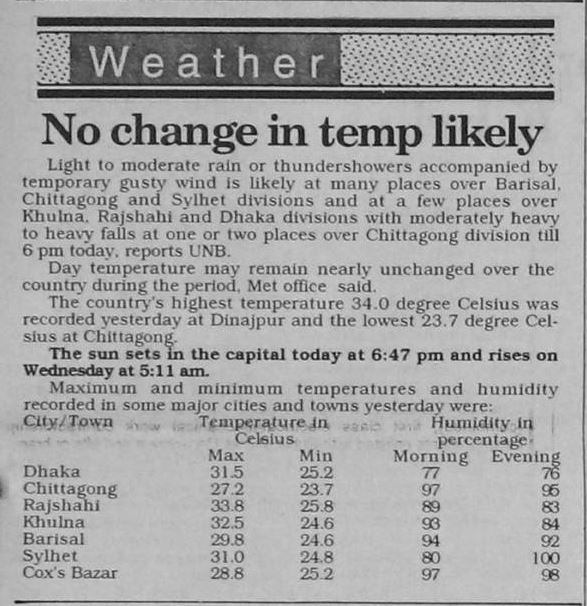 Weather
No change in temp likely
Light to moderate rain or thundershowers accompanied by
temporary gusty wind is likely at many places over Barisal,
Chittagong and Sylhet divisions and at a few places over
Khulna, Rajshahi and Dhaka divisions with moderately heavy
to heavy falls at one or two places over Chittagong division till
6 pm today, reports UNB.
Day temperature may remain nearly unchanged over the
country during the period, Met office said.
The country's highest temperature 34.0 degree Celsius was
recorded yesterday at Dinajpur and the lowest 23.7 degree Cel-
sius at Chittagong.
The sun sets in the capital today at 6:47 pm and rises on
Wednesday at 5:11 am.
Maximum and minimum temperatures and humidity
recorded in some major cities and towns yesterday were:
City/Town Temperature in Humidity in
Celsius percentage
Max Min Morning Evening
Dhaka 31.5 25.2 77 76
Chittagong 27.2 23.7 97 95
Rajshahi 33.8 25.8 89 83
Khulna 32.5 24.6 93 84
Barisal 29.8 24.6 94 92
Sylhet 31.0 24.8 80 100
Cox's Bazar 28.8 25.2 97 98